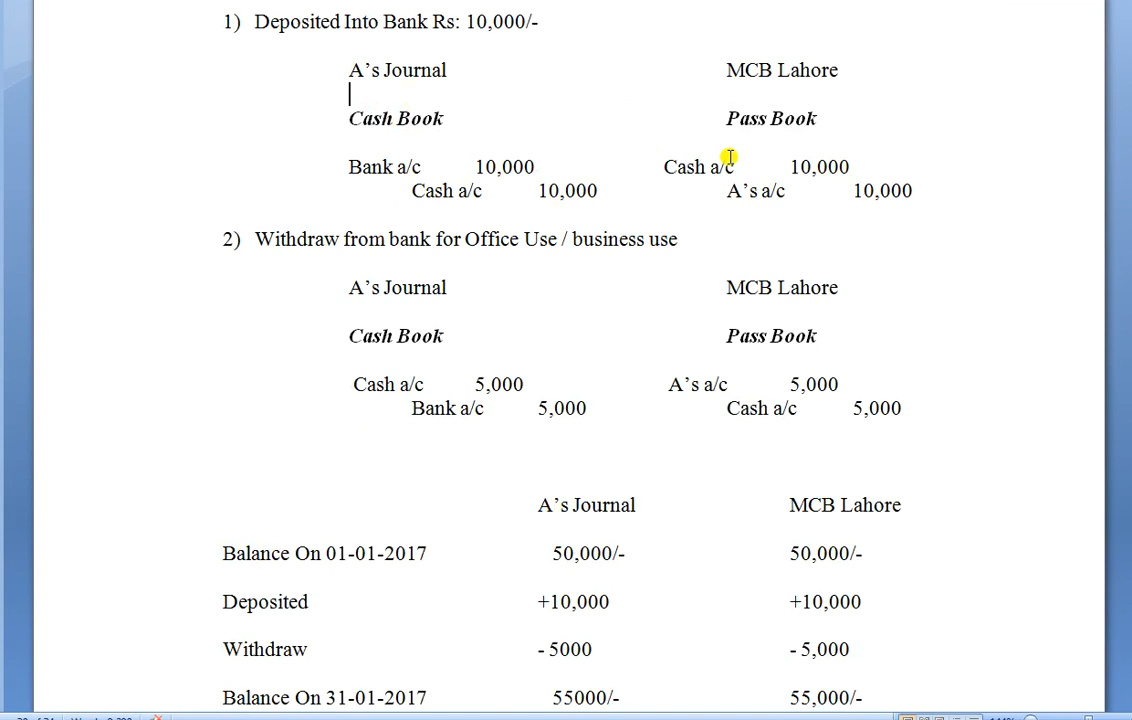 1) Deposited Into Bank Rs: 10,000/-
A's Journal MCB Lahore
Cash Book Pass Book
Bank a/c 10,000 Cash a/c 10,000
Cash a/c 10,000 A's a/c 10,000
2) Withdraw from bank for Office Use / business use
A's Journal MCB Lahore
Cash Book Pass Book
Cash a/c 5,000 A's a/c 5,000
Bank a/c 5,000 Cash a/c 5,000
A's Journal MCB Lahore
Balance On 01-01-2017 50,000/- 50,000/-
Deposited +10,000 +10,000
Withdraw - 5000 - 5,000
Balance On 31-01-2017 55000/- 55,000/-